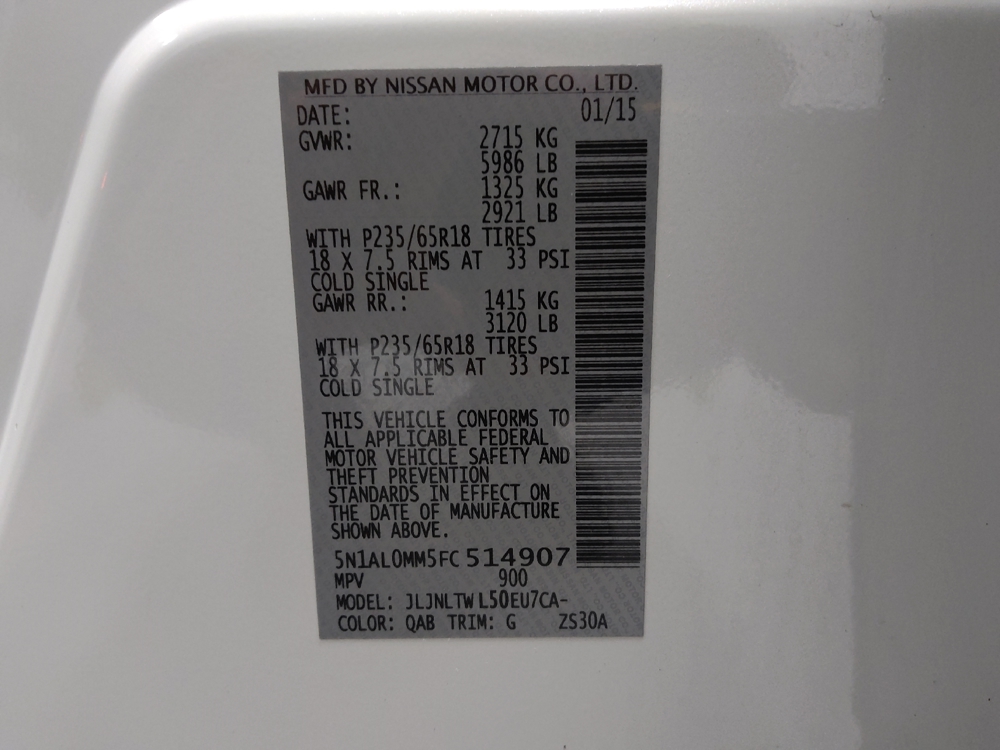 MFD BY NISSAN MOTOR CO., LTD.
DATE: 01/15
GVWR: 2715 KG
5986 LB
GAWR FR.: 1325 KG
2921 LB
WITH P235/65R18 TIRES
18 X 7.5 RIMS AT 33 PSI
COLD SINGLE
GAWR RR.: 1415 KG
3120 LB
WITH P235/65R18 TIRES
18 X 7.5 RIMS AT 33 PSI
COLD SINGLE
THIS VEHICLE CONFORMS TO
ALL APPLICABLE FEDERAL
MOTOR VEHICLE SAFETY AND
THEFT PREVENTION
STANDARDS IN EFFECT ON
THE DATE OF MANUFACTURE
SHOWN ABOVE.
5N1AL0MM5FC 514907
MPV 900
MODEL: JLJNLTWL50EU7CA-
COLOR: QAB TRIM: G ZS30A